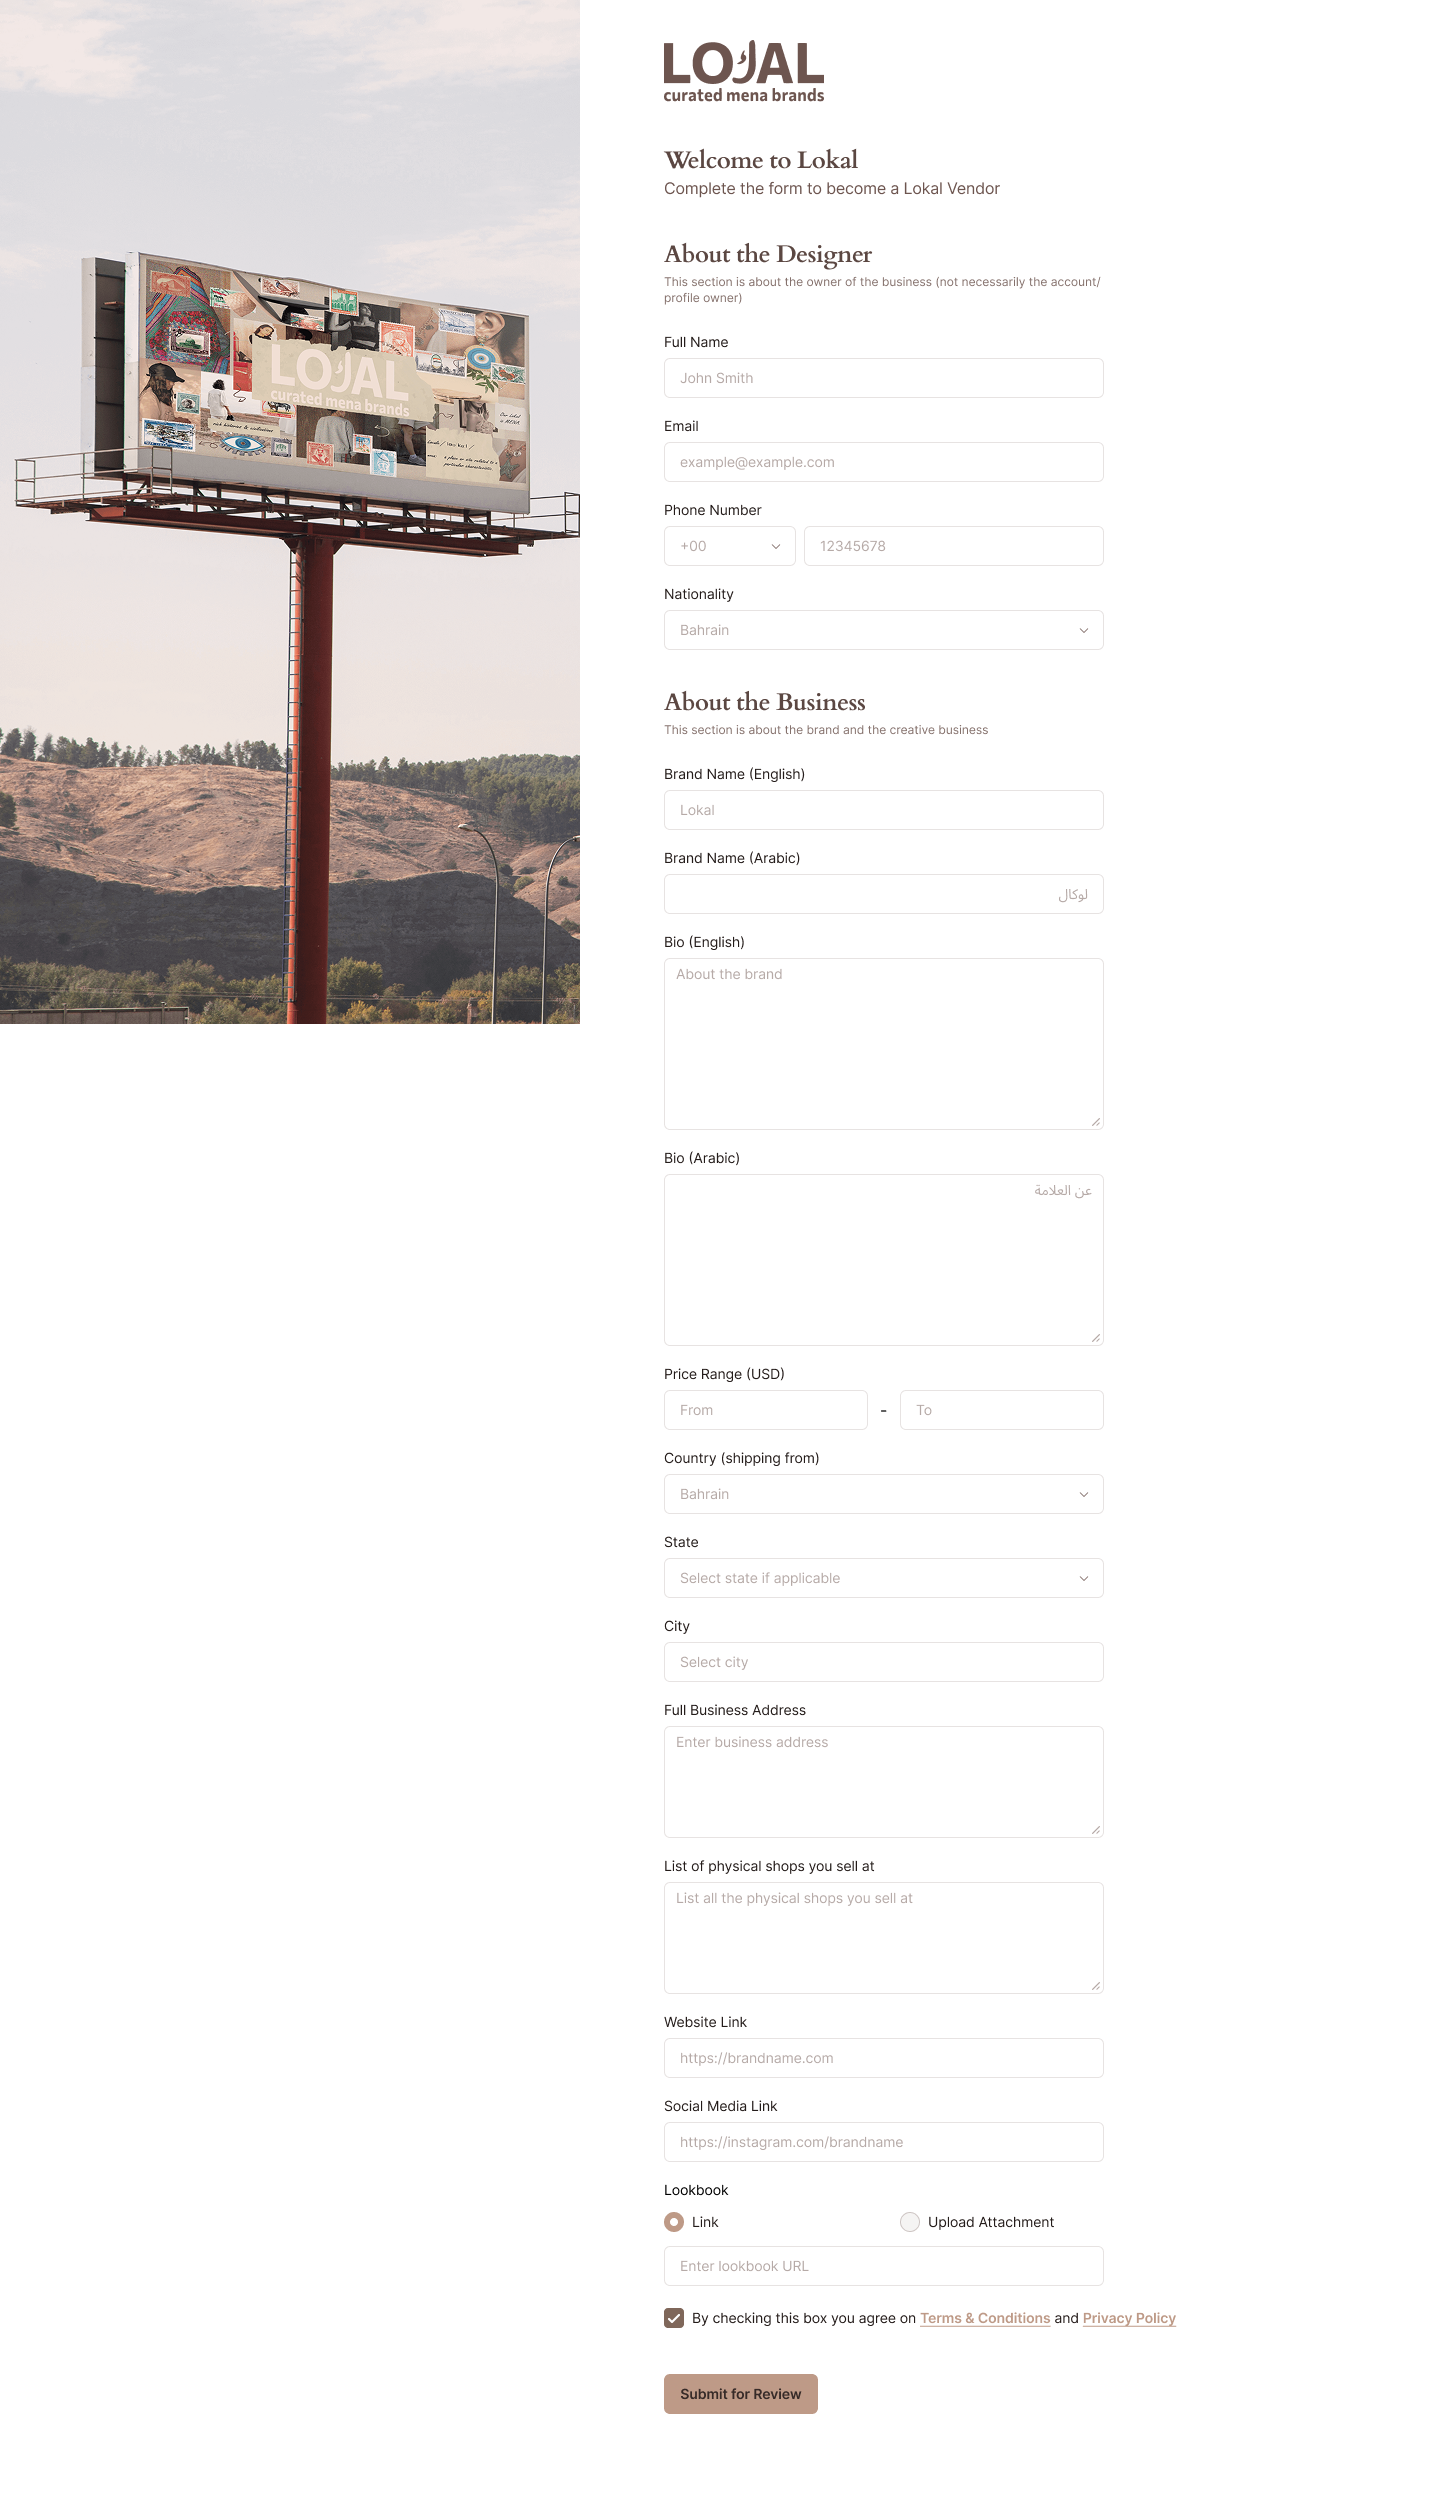 LOJAL
curated mena brands
Welcome to Lokal
Complete the form to become a Lokal Vendor
About the Designer
This section is about the owner of the business (not necessarily the account/
profile owner)
Full Name
John Smith
Email
example@example.com
Phone Number
+00
12345678
Nationality
Bahrain
About the Business
This section is about the brand and the creative business
Brand Name (English)
Lokal
Brand Name (Arabic)
لوكال
Bio (English)
About the brand
Bio (Arabic)
عن العلامة
Price Range (USD)
From
-
To
Country (shipping from)
Bahrain
State
Select state if applicable
City
Select city
Full Business Address
Enter business address
List of physical shops you sell at
List all the physical shops you sell at
Website Link
https://brandname.com
Social Media Link
https://instagram.com/brandname
Lookbook
Link
Upload Attachment
Enter lookbook URL
By checking this box you agree on Terms & Conditions and Privacy Policy
Submit for Review
LOJAL
curated mena brands